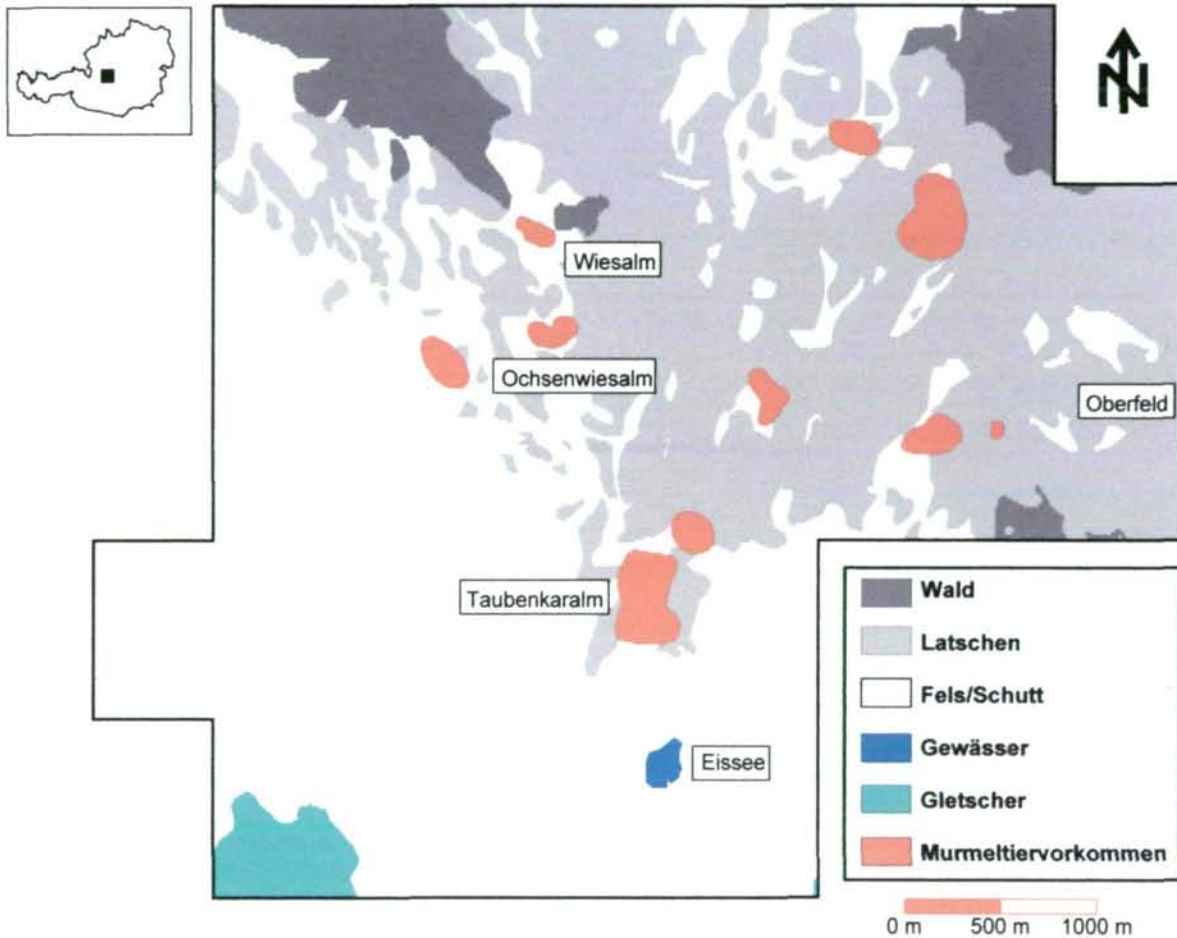 N
Wiesalm
Ochsenwiesalm
Oberfeld
Taubenkaralm
Eissee
Wald
Latschen
Fels/Schutt
Gewässer
Gletscher
Murmeltiervorkommen
0 m 500 m 1000 m